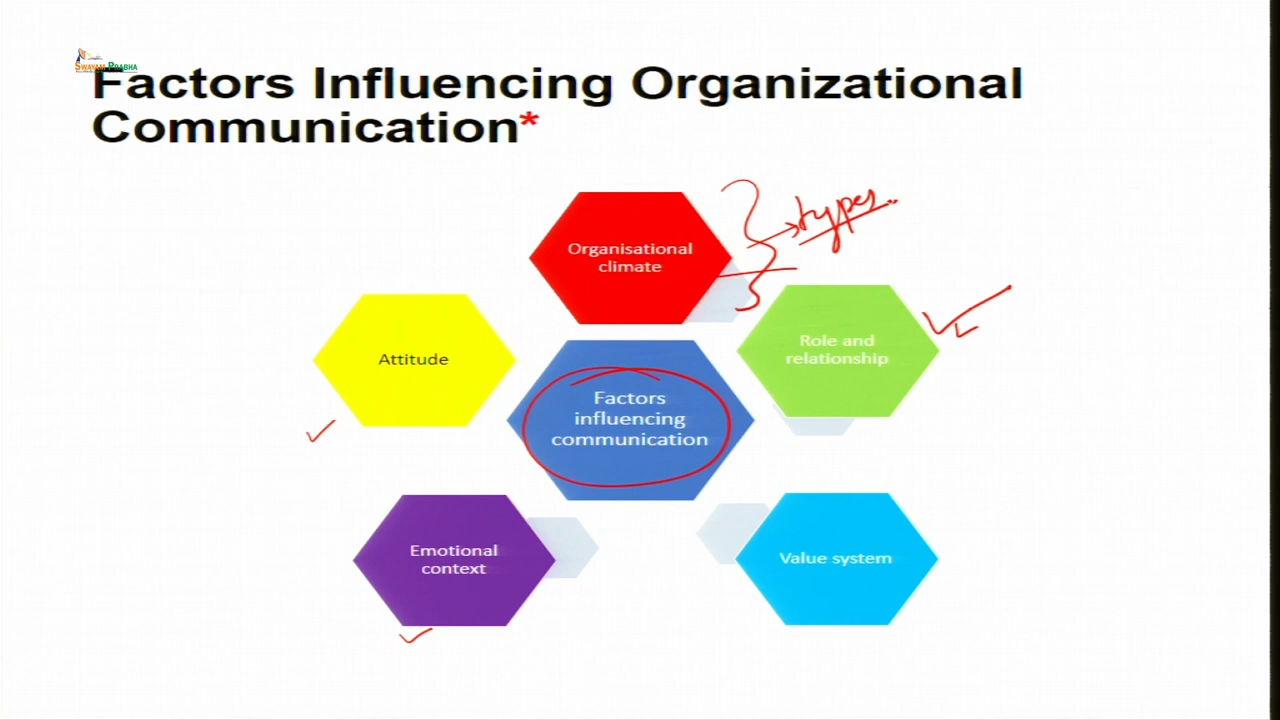 SWAYAM PRABHA
Factors Influencing Organizational
Communication*
Organisational
climate
types
Role and
relationship
Attitude
Factors
influencing
communication
Emotional
context
Value system